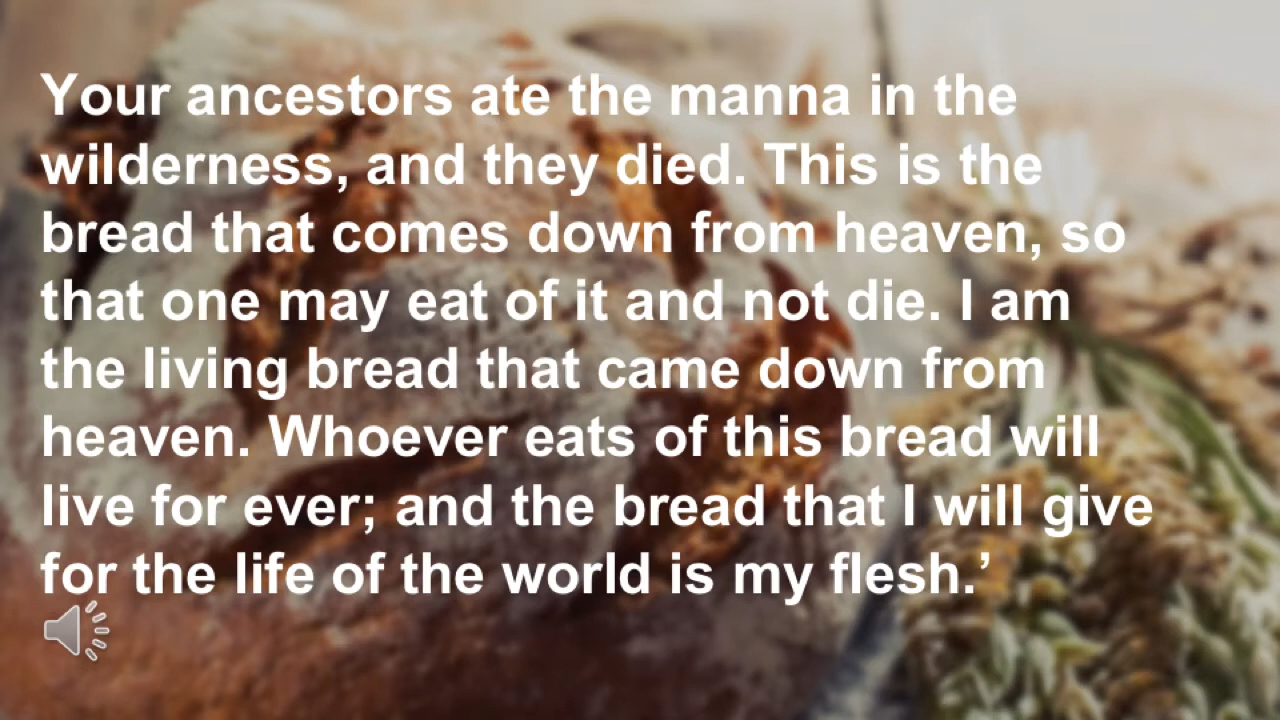 Your ancestors ate the manna in the
wilderness, and they died. This is the
bread that comes down from heaven, so
that one may eat of it and not die. I am
the living bread that came down from
heaven. Whoever eats of this bread will
live for ever; and the bread that I will give
for the life of the world is my flesh.’